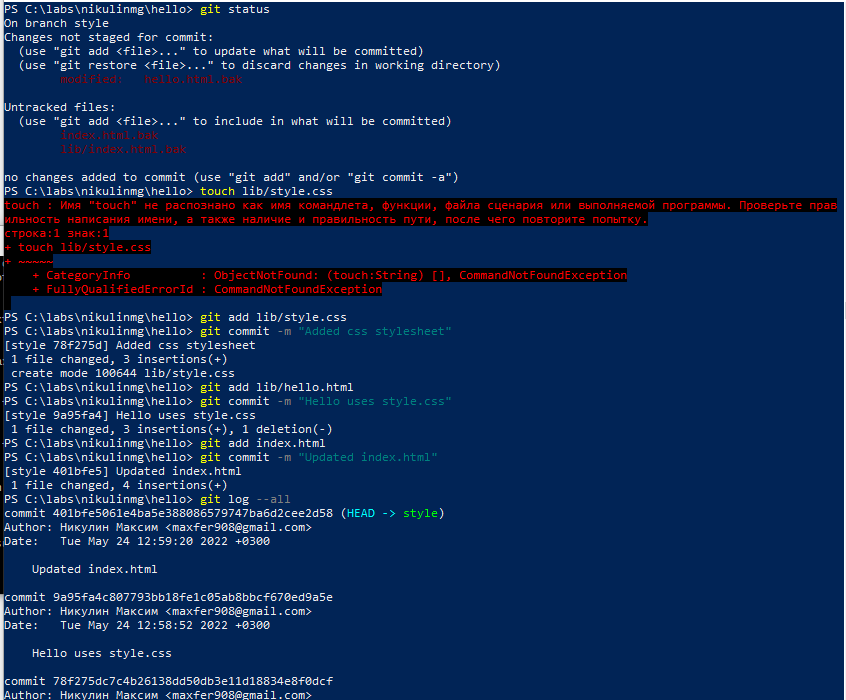 PS C:\labs\nikulinmg\hello> git status
On branch style
Changes not staged for commit:
  (use "git add <file>..." to update what will be committed)
  (use "git restore <file>..." to discard changes in working directory)
        modified:   hello.html.bak
Untracked files:
  (use "git add <file>..." to include in what will be committed)
        index.html.bak
        lib/index.html.bak
no changes added to commit (use "git add" and/or "git commit -a")
PS C:\labs\nikulinmg\hello> touch lib/style.css
touch : Имя "touch" не распознано как имя командлета, функции, файла сценария или выполняемой программы. Проверьте прав
ильность написания имени, а также наличие и правильность пути, после чего повторите попытку.
строка:1 знак:1
+ touch lib/style.css
+ ~~~~~
    + CategoryInfo          : ObjectNotFound: (touch:String) [], CommandNotFoundException
    + FullyQualifiedErrorId : CommandNotFoundException
PS C:\labs\nikulinmg\hello> git add lib/style.css
PS C:\labs\nikulinmg\hello> git commit -m "Added css stylesheet"
[style 78f275d] Added css stylesheet
 1 file changed, 3 insertions(+)
 create mode 100644 lib/style.css
PS C:\labs\nikulinmg\hello> git add lib/hello.html
PS C:\labs\nikulinmg\hello> git commit -m "Hello uses style.css"
[style 9a95fa4] Hello uses style.css
 1 file changed, 3 insertions(+), 1 deletion(-)
PS C:\labs\nikulinmg\hello> git add index.html
PS C:\labs\nikulinmg\hello> git commit -m "Updated index.html"
[style 401bfe5] Updated index.html
 1 file changed, 4 insertions(+)
PS C:\labs\nikulinmg\hello> git log --all
commit 401bfe5061e4ba5e388086579747ba6d2cee2d58 (HEAD -> style)
Author: Никулин Максим <maxfer908@gmail.com>
Date:   Tue May 24 12:59:20 2022 +0300
    Updated index.html
commit 9a95fa4c807793bb18fe1c05ab8bbcf670ed9a5e
Author: Никулин Максим <maxfer908@gmail.com>
Date:   Tue May 24 12:58:52 2022 +0300
    Hello uses style.css
commit 78f275dc7c4b26138dd50db3e11d18834e8f0dcf
Author: Никулин Максим <maxfer908@gmail.com>